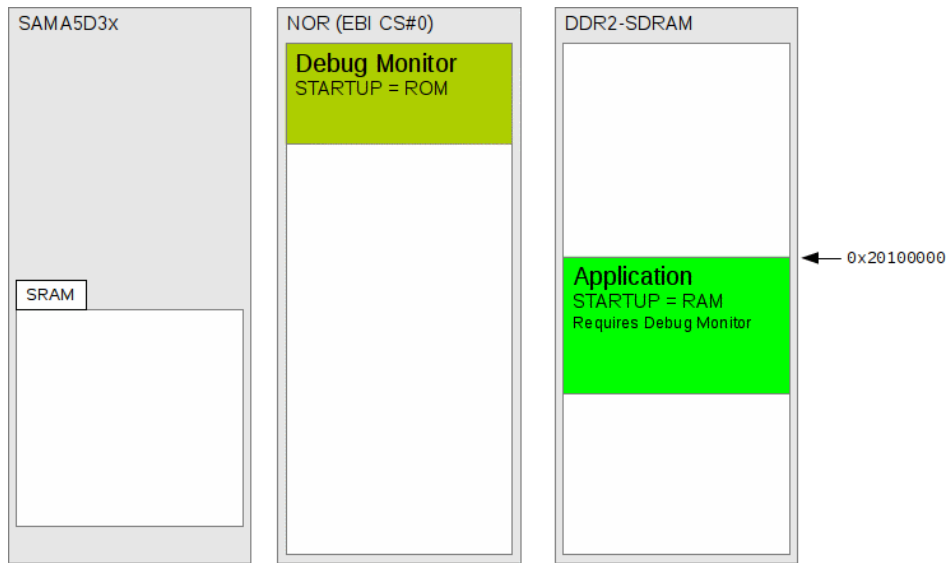 SAMA5D3x
SRAM
NOR (EBI CS#0)
Debug Monitor
STARTUP = ROM
DDR2-SDRAM
Application
STARTUP = RAM
Requires Debug Monitor
0x20100000